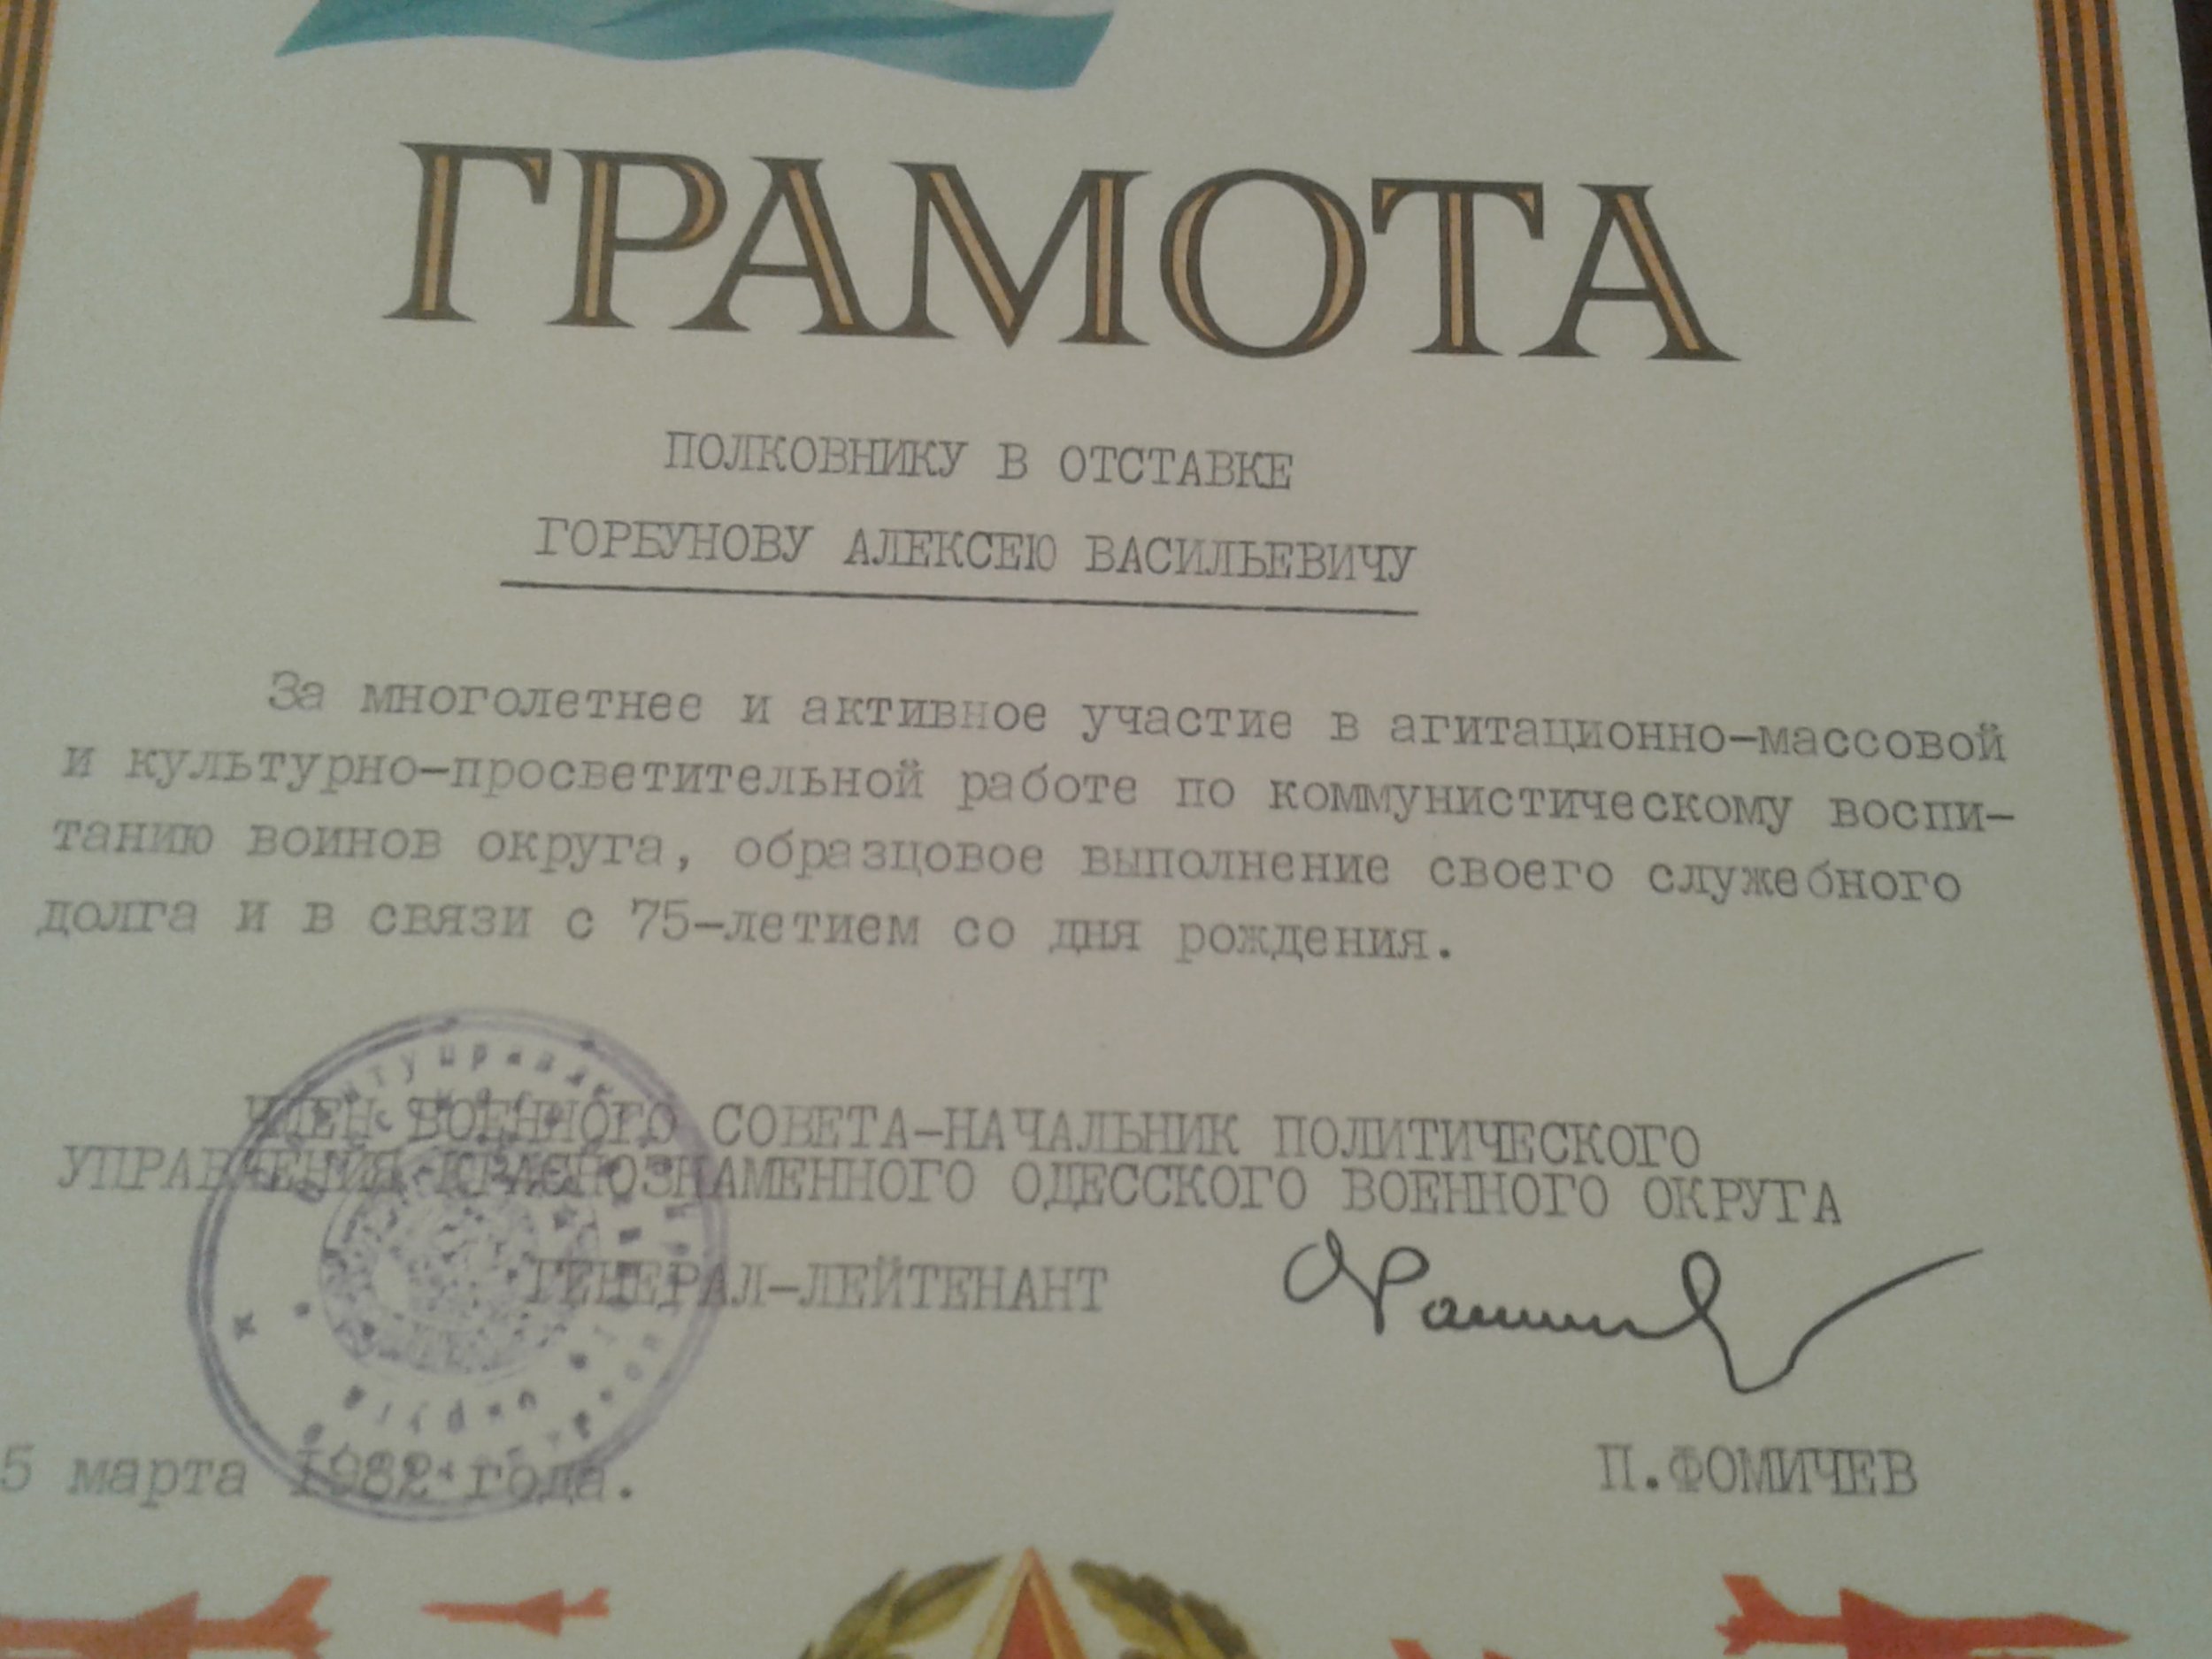 ГРАМОТА
ПОЛКОВНИКУ В ОТСТАВКЕ
ГОРБУНОВУ АЛЕКСЕЮ ВАСИЛЬЕВИЧУ
За многолетнее и активное участие в агитационно-массовой
и культурно-просветительной работе по коммунистическому воспи-
танию воинов округа, образцовое выполнение своего служебного
долга и в связи с 75-летием со дня рождения.
ЧЛЕН ВОЕННОГО СОВЕТА-НАЧАЛЬНИК ПОЛИТИЧЕСКОГО
УПРАВЛЕНИЯ КРАСНОЗНАМЕННОГО ОДЕССКОГО ВОЕННОГО ОКРУГА
ГЕНЕРАЛ-ЛЕЙТЕНАНТ
П.ФОМИЧЕВ
5 марта 1982 года.